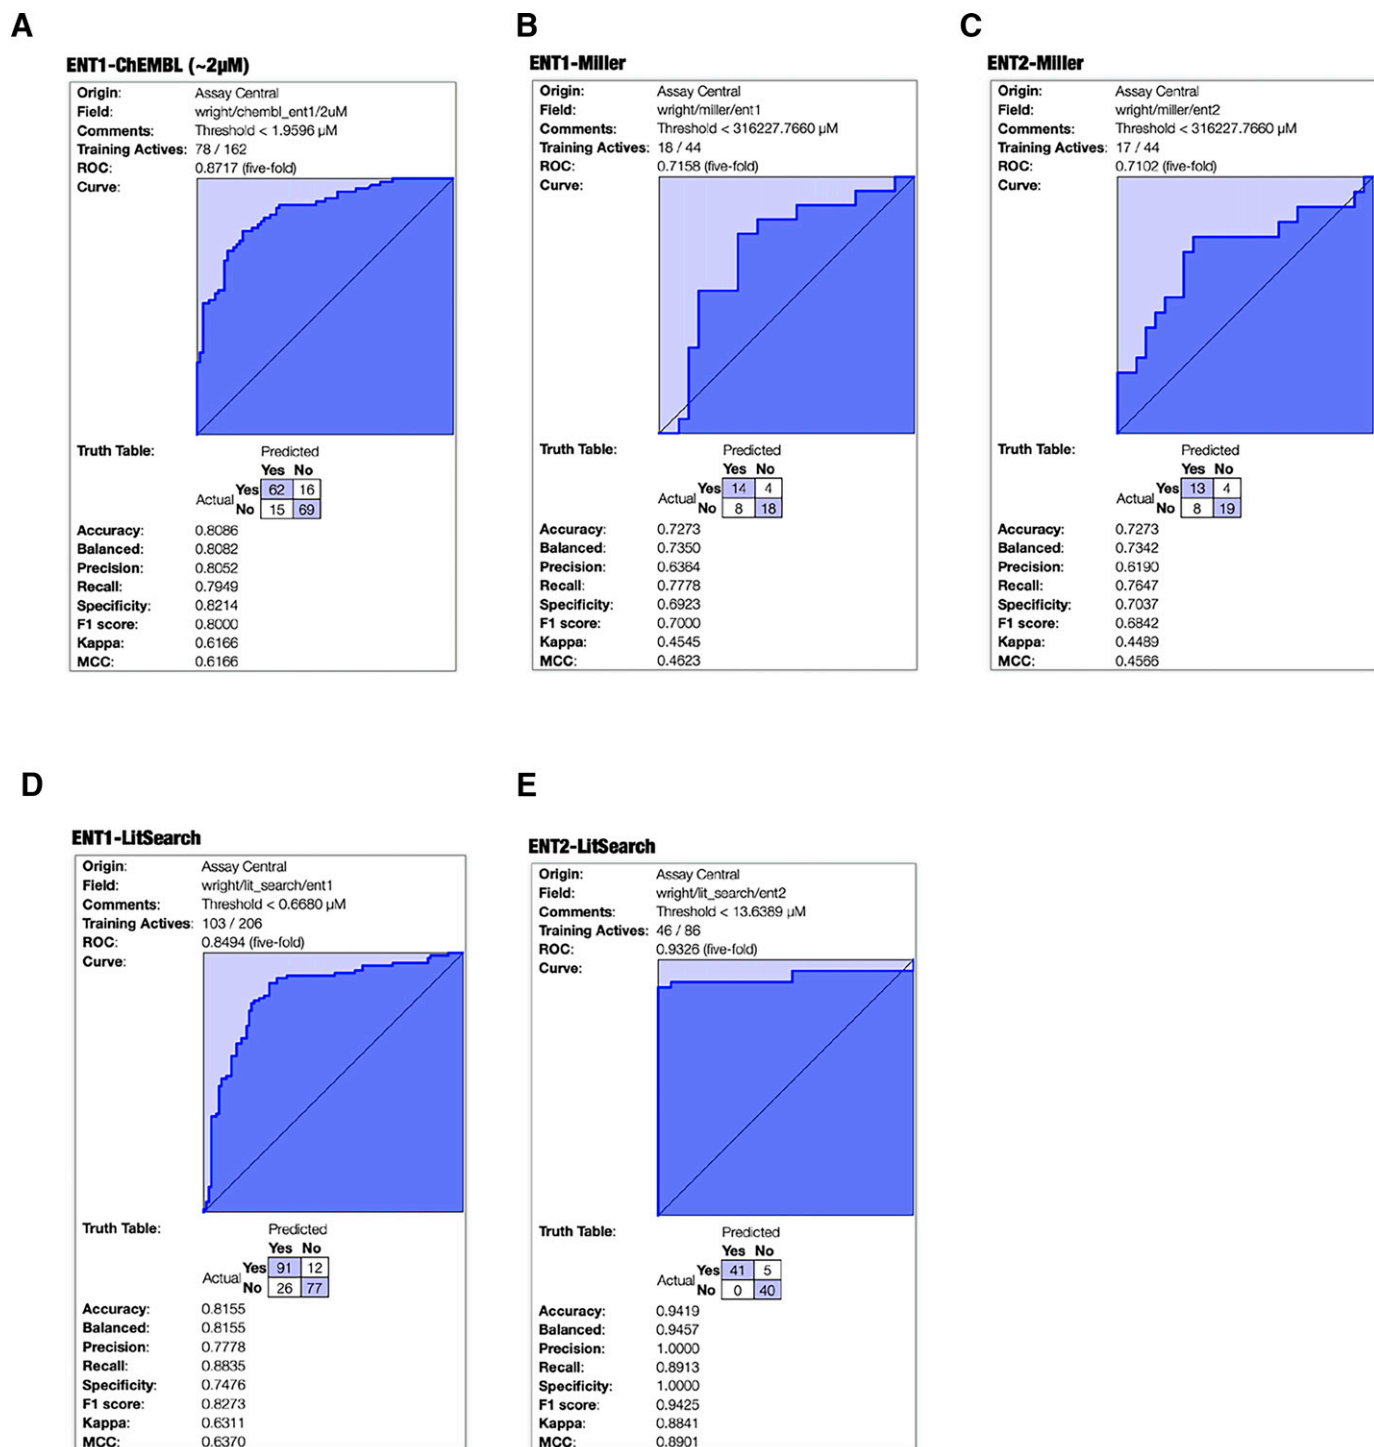 A
ENT1-ChEMBL (~2µM)
Origin: Assay Central
Field: wright/chembl_ent1/2uM
Comments: Threshold < 1.9596 µM
Training Actives: 78 / 162
ROC: 0.8717 (five-fold)
Curve:
Truth Table: Predicted
Yes No
Actual Yes 62 16
No 15 69
Accuracy: 0.8086
Balanced: 0.8082
Precision: 0.8052
Recall: 0.7949
Specificity: 0.8214
F1 score: 0.8000
Kappa: 0.6166
MCC: 0.6166
B
ENT1-Miller
Origin: Assay Central
Field: wright/miller/ent1
Comments: Threshold < 316227.7660 µM
Training Actives: 18 / 44
ROC: 0.7158 (five-fold)
Curve:
Truth Table: Predicted
Yes No
Actual Yes 14 4
No 8 18
Accuracy: 0.7273
Balanced: 0.7350
Precision: 0.6364
Recall: 0.7778
Specificity: 0.6923
F1 score: 0.7000
Kappa: 0.4545
MCC: 0.4623
C
ENT2-Miller
Origin: Assay Central
Field: wright/miller/ent2
Comments: Threshold < 316227.7660 µM
Training Actives: 17 / 44
ROC: 0.7102 (five-fold)
Curve:
Truth Table: Predicted
Yes No
Actual Yes 13 4
No 8 19
Accuracy: 0.7273
Balanced: 0.7342
Precision: 0.6190
Recall: 0.7647
Specificity: 0.7037
F1 score: 0.6842
Kappa: 0.4489
MCC: 0.4566
D
ENT1-LitSearch
Origin: Assay Central
Field: wright/lit_search/ent1
Comments: Threshold < 0.6680 µM
Training Actives: 103 / 206
ROC: 0.8494 (five-fold)
Curve:
Truth Table: Predicted
Yes No
Actual Yes 91 12
No 26 77
Accuracy: 0.8155
Balanced: 0.8155
Precision: 0.7778
Recall: 0.8835
Specificity: 0.7476
F1 score: 0.8273
Kappa: 0.6311
MCC: 0.6370
E
ENT2-LitSearch
Origin: Assay Central
Field: wright/lit_search/ent2
Comments: Threshold < 13.6389 µM
Training Actives: 46 / 86
ROC: 0.9326 (five-fold)
Curve:
Truth Table: Predicted
Yes No
Actual Yes 41 5
No 0 40
Accuracy: 0.9419
Balanced: 0.9457
Precision: 1.0000
Recall: 0.8913
Specificity: 1.0000
F1 score: 0.9425
Kappa: 0.8841
MCC: 0.8901